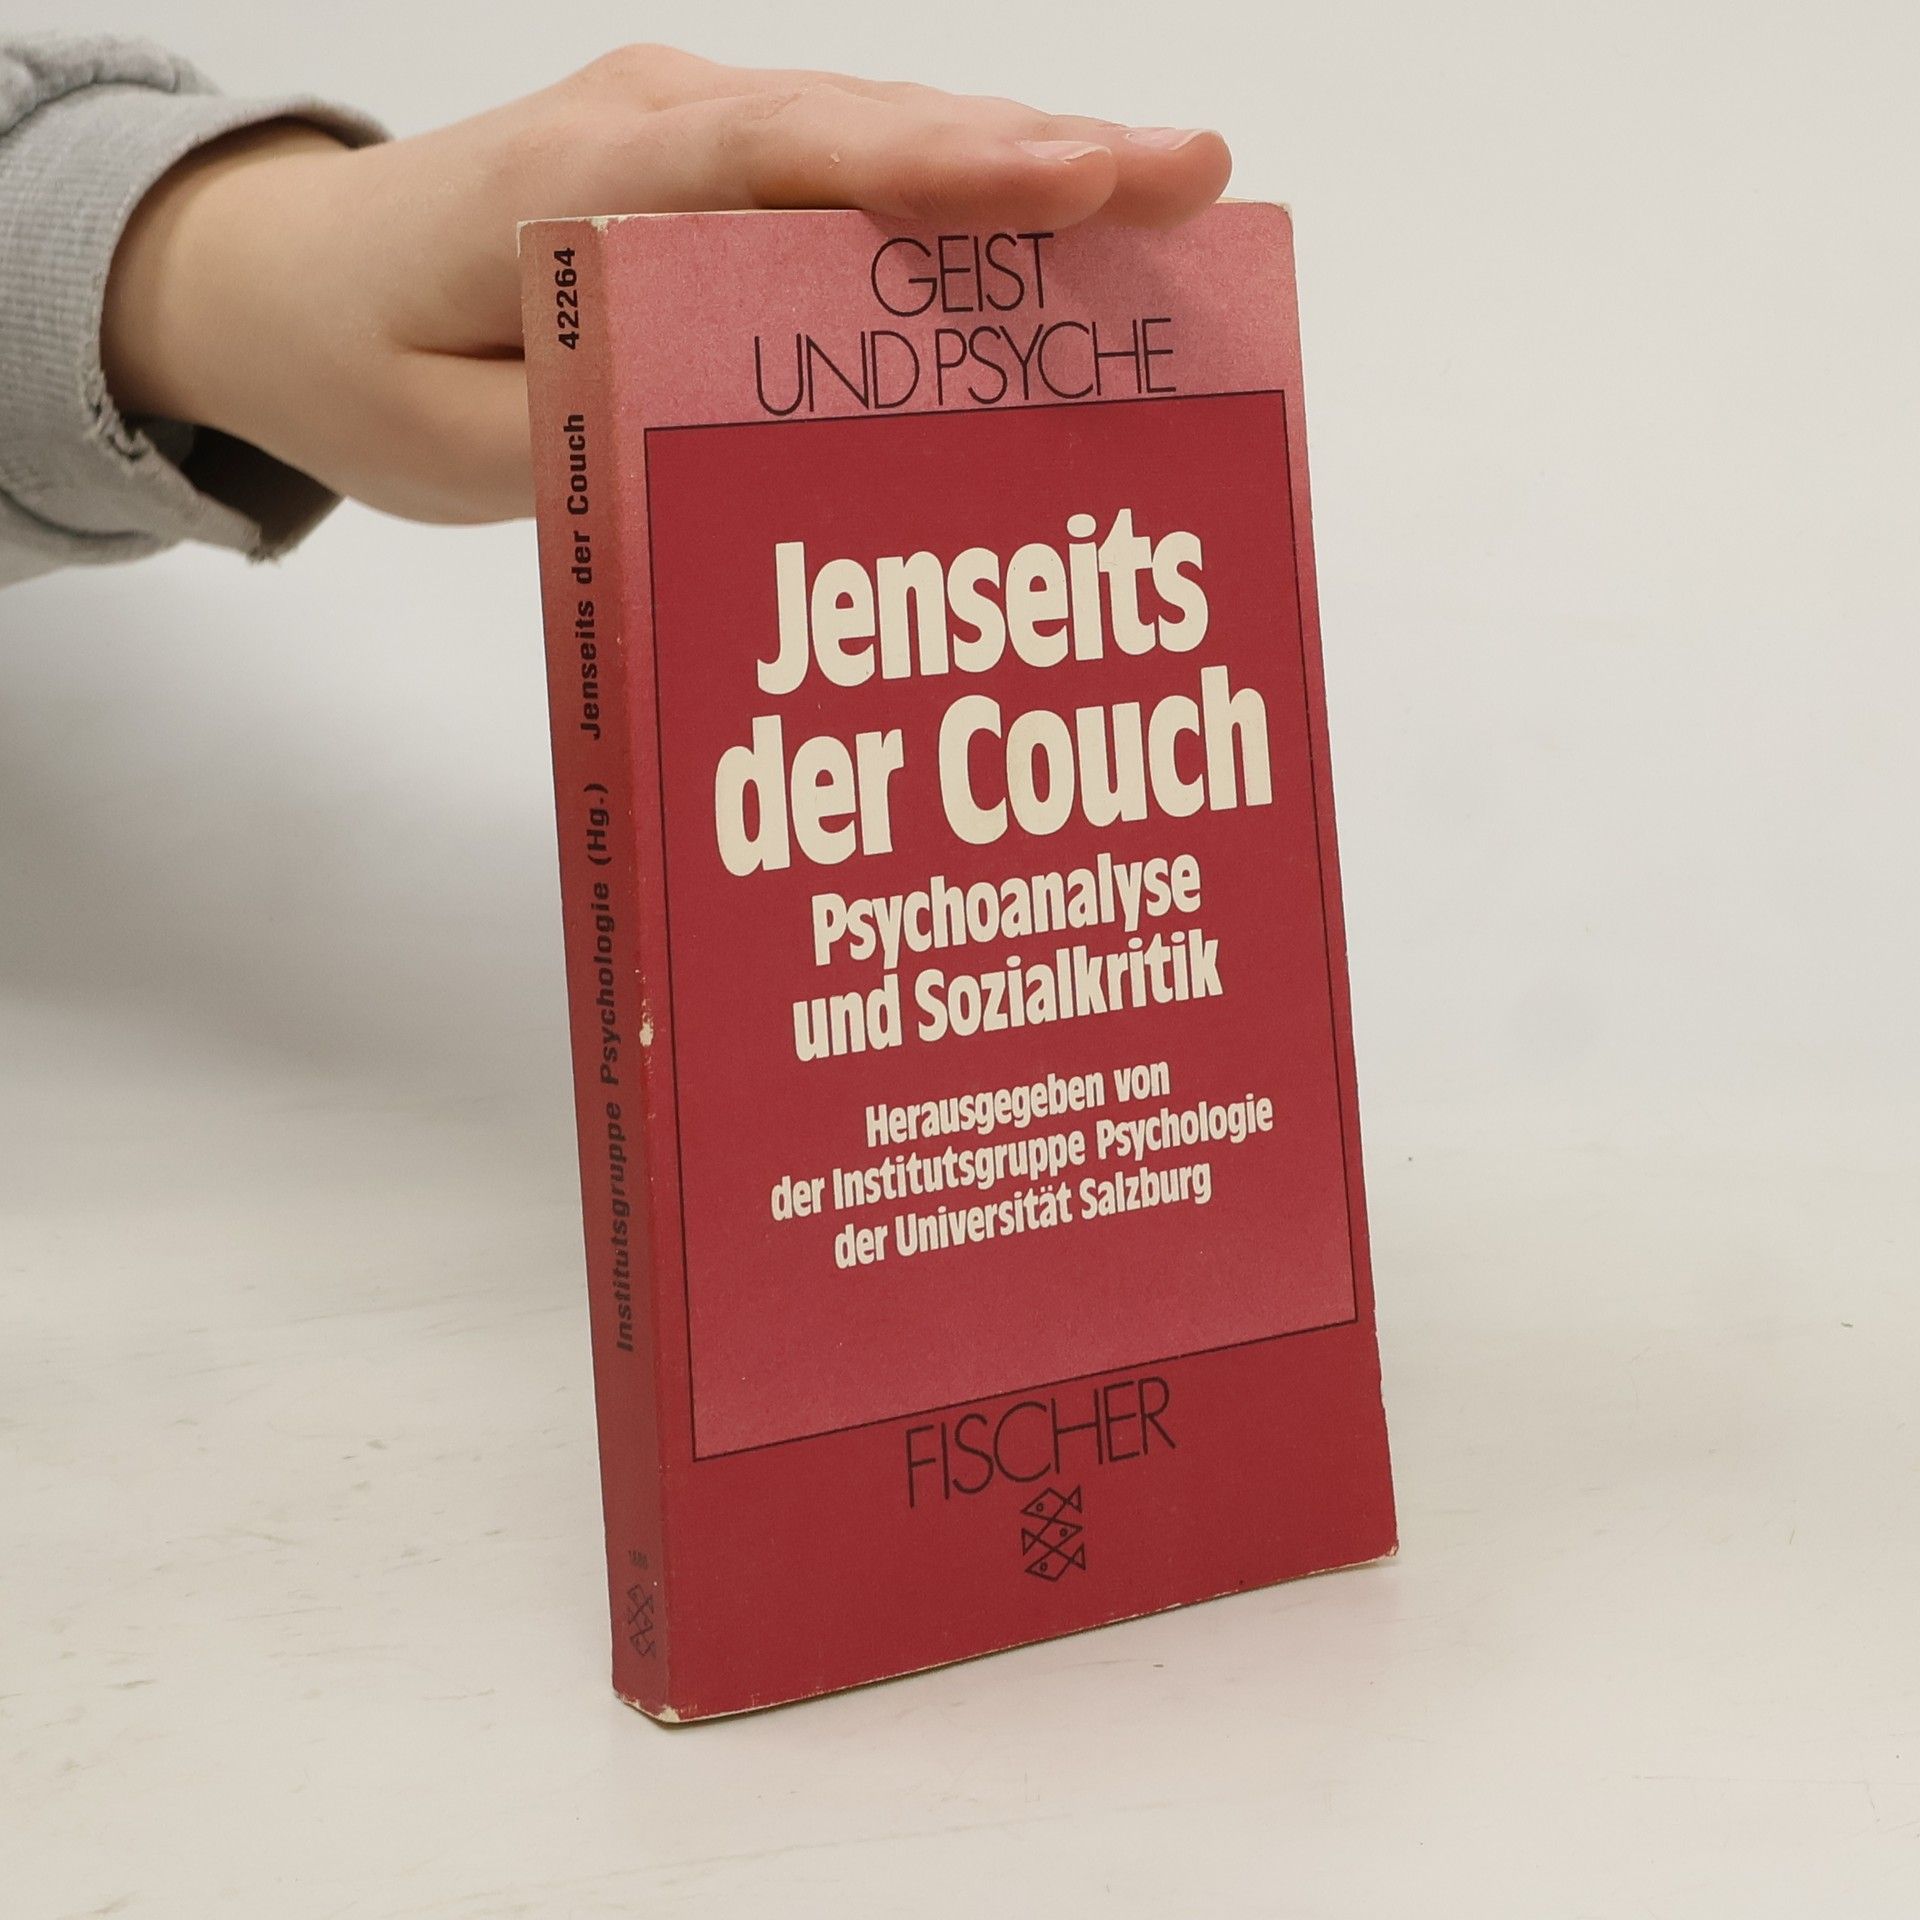 GEIST
UND PSYCHE
Jenseits
der Couch
Psychoanalyse
und Sozialkritik
Herausgegeben von
der Institutsgruppe Psychologie
der Universität Salzburg
FISCHER
Institutsgruppe Psychologie (Hg.) Jenseits der Couch 42264